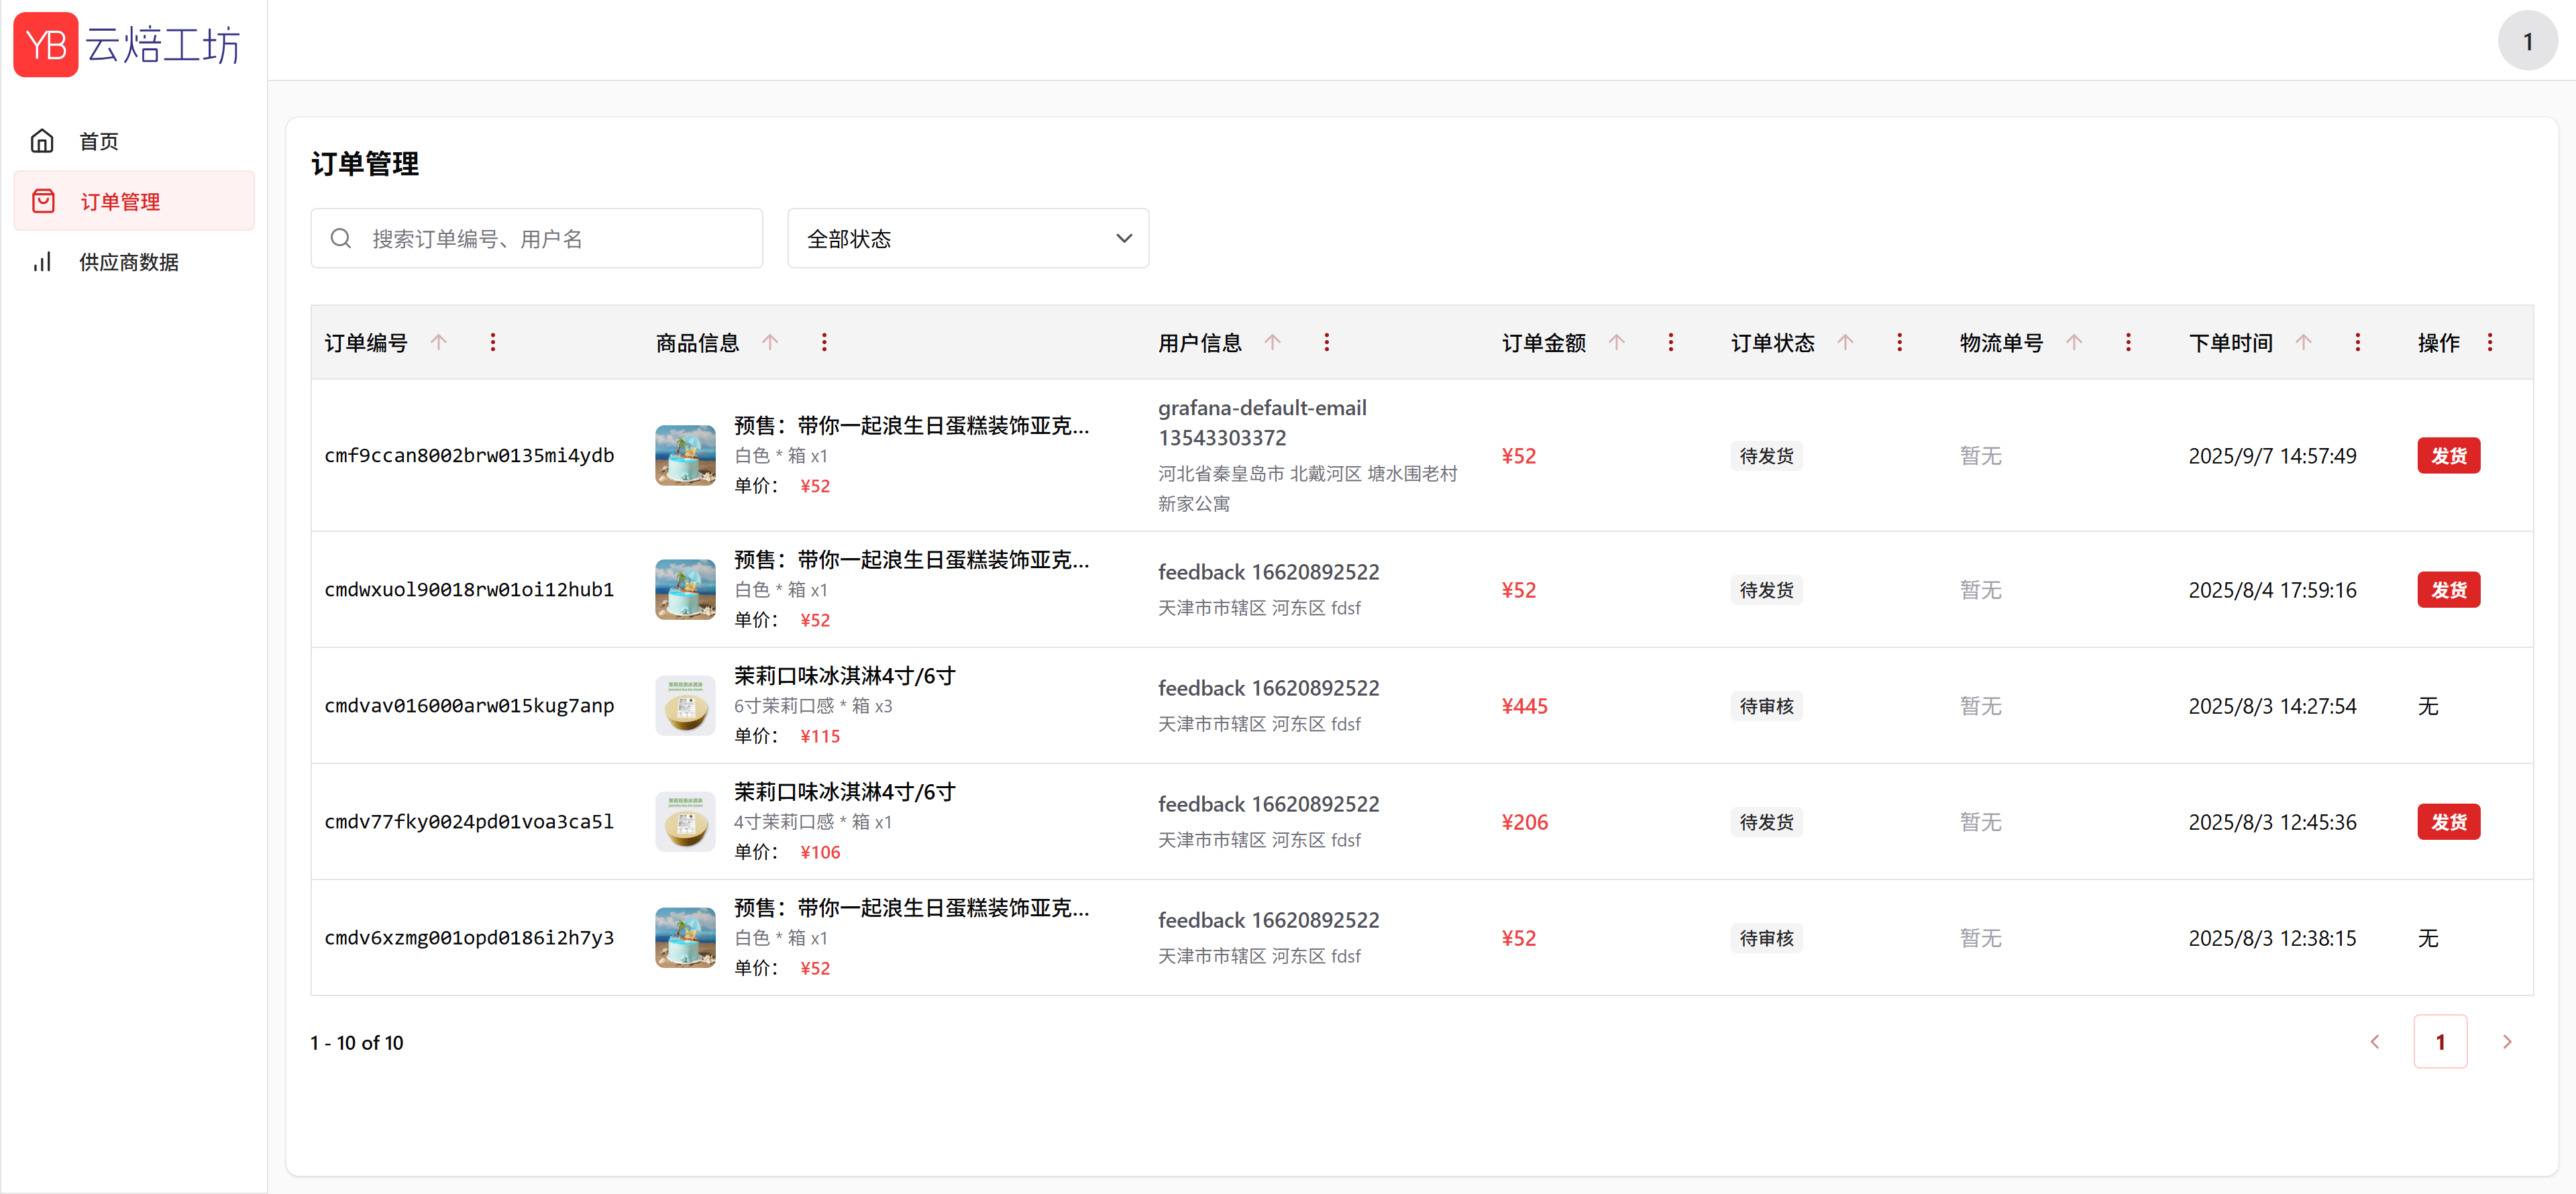 YB 云焙工坊
1
首页
订单管理
供应商数据
订单管理
搜索订单编号、用户名
全部状态
订单编号 商品信息 用户信息 订单金额 订单状态 物流单号 下单时间 操作
cmf9ccan8002brw0135mi4ydb
预售：带你一起浪生日蛋糕装饰亚克...
白色 * 箱 x1
单价： ¥52
grafana-default-email
13543303372
河北省秦皇岛市 北戴河区 塘水围老村
新家公寓
¥52 待发货 暂无 2025/9/7 14:57:49 发货
cmdwxuol90018rw01oi12hub1
预售：带你一起浪生日蛋糕装饰亚克...
白色 * 箱 x1
单价： ¥52
feedback 16620892522
天津市市辖区 河东区 fdsf
¥52 待发货 暂无 2025/8/4 17:59:16 发货
cmdvav016000arw015kug7anp
茉莉口味冰淇淋4寸/6寸
6寸茉莉口感 * 箱 x3
单价： ¥115
feedback 16620892522
天津市市辖区 河东区 fdsf
¥445 待审核 暂无 2025/8/3 14:27:54 无
cmdv77fky0024pd01voa3ca5l
茉莉口味冰淇淋4寸/6寸
4寸茉莉口感 * 箱 x1
单价： ¥106
feedback 16620892522
天津市市辖区 河东区 fdsf
¥206 待发货 暂无 2025/8/3 12:45:36 发货
cmdv6xzmg001opd0186i2h7y3
预售：带你一起浪生日蛋糕装饰亚克...
白色 * 箱 x1
单价： ¥52
feedback 16620892522
天津市市辖区 河东区 fdsf
¥52 待审核 暂无 2025/8/3 12:38:15 无
1 - 10 of 10
1